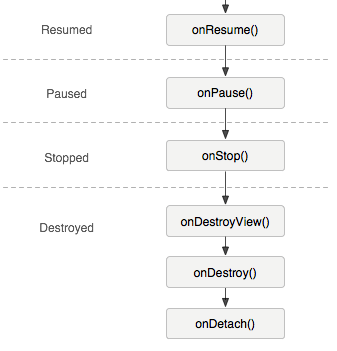 Resumed
onResume()
Paused
onPause()
Stopped
onStop()
Destroyed
onDestroyView()
onDestroy()
onDetach()